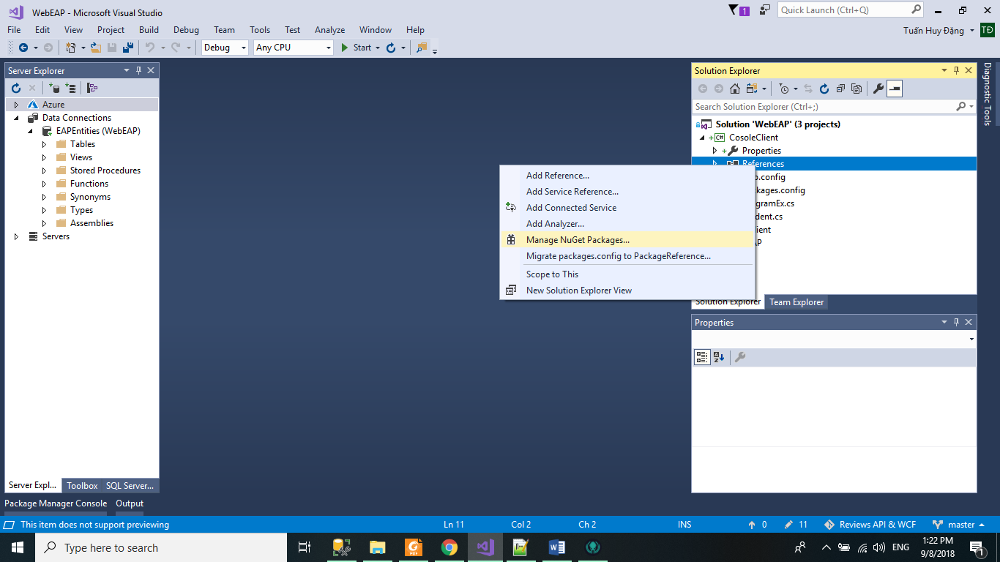 WebEAP - Microsoft Visual Studio
1
Quick Launch (Ctrl+Q)
File Edit View Project Build Debug Team Tools Test Analyze Window Help
Tuấn Huy Đặng
TĐ
Debug
Any CPU
Start
Server Explorer
Azure
Data Connections
EAPEntities (WebEAP)
Tables
Views
Stored Procedures
Functions
Synonyms
Types
Assemblies
Servers
Server Expl... Toolbox SQL Server...
Add Reference...
Add Service Reference...
Add Connected Service
Add Analyzer...
Manage NuGet Packages...
Migrate packages.config to PackageReference...
Scope to This
New Solution Explorer View
Solution Explorer
Search Solution Explorer (Ctrl+;)
Solution 'WebEAP' (3 projects)
C# CosoleClient
Properties
References
.config
kages.config
gramEx.cs
dent.cs
ient
P
Solution Explorer Team Explorer
Properties
Diagnostic Tools
Package Manager Console Output
This item does not support previewing
Ln 11 Col 2 Ch 2 INS
0 11 Reviews API & WCF master
Type here to search
ENG
1:22 PM
9/8/2018
1